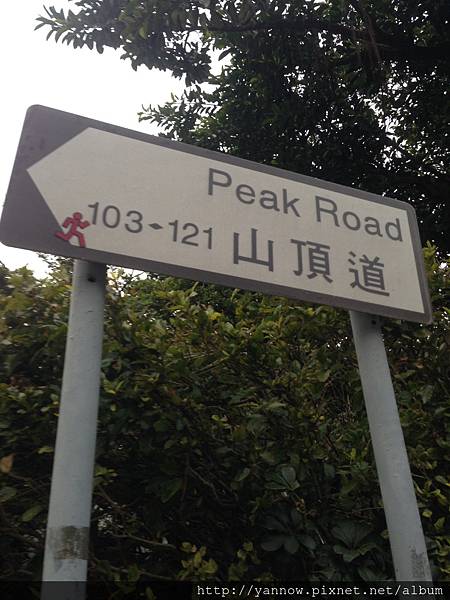 Peak Road
103-121 山頂道
http://yannow.pixnet.net/album